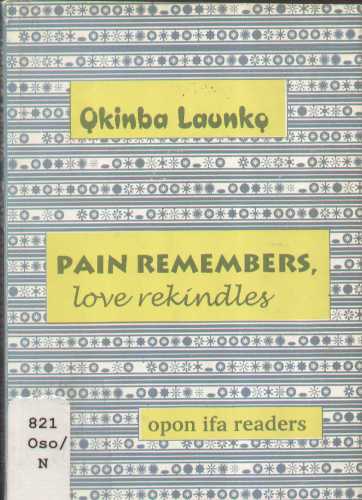 Ọkinba Launkọ
PAIN REMEMBERS,
love rekindles
821
Oso/
N
opon ifa readers